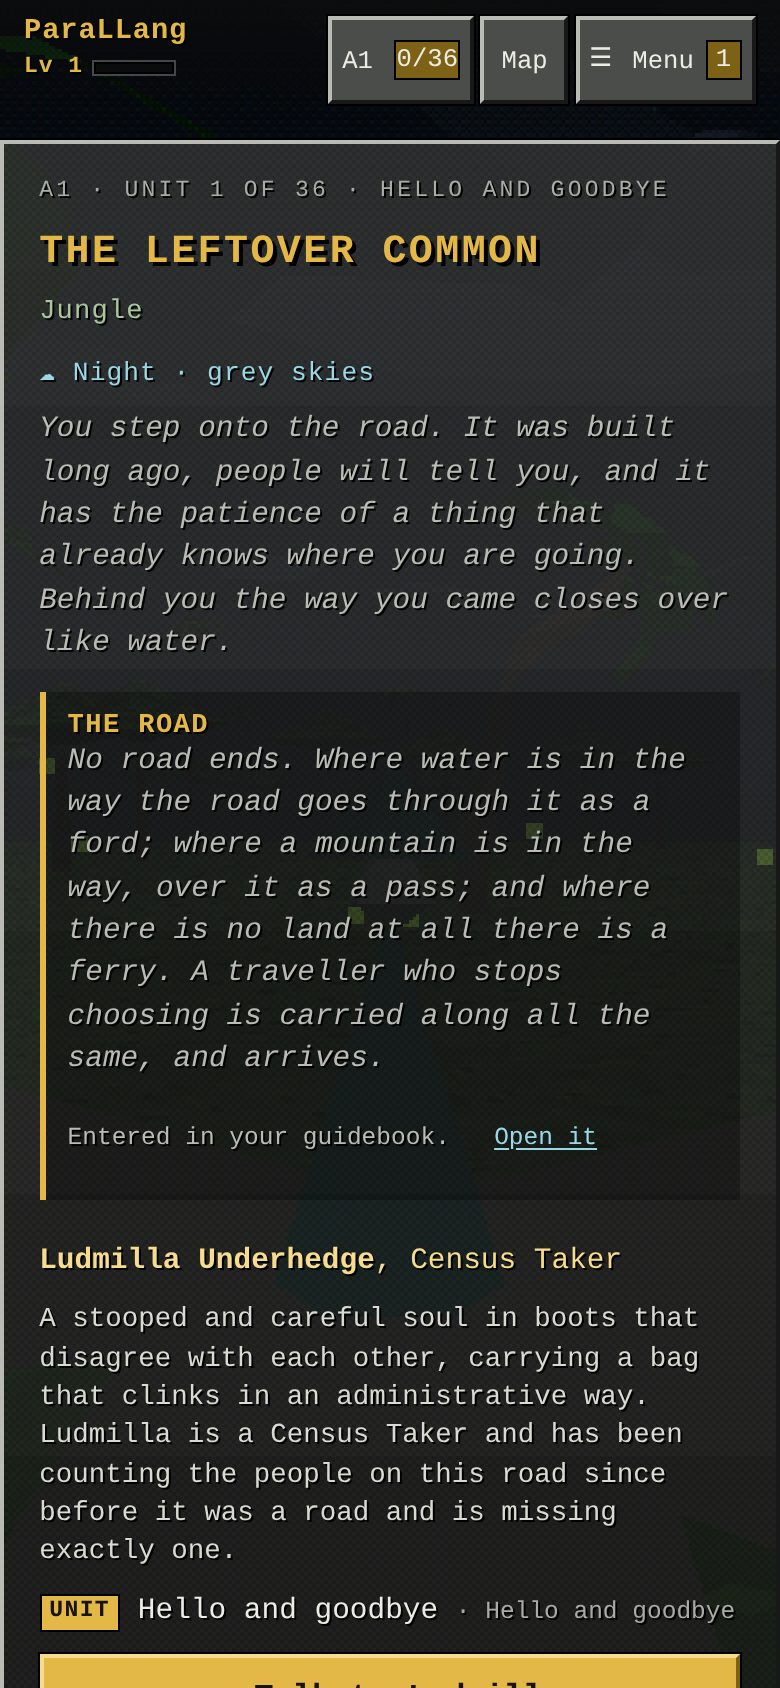 ParaLLang
Lv 1
A1 0/36
Map
☰ Menu 1
A1 · UNIT 1 OF 36 · HELLO AND GOODBYE
THE LEFTOVER COMMON
Jungle
☁ Night · grey skies
You step onto the road. It was built
long ago, people will tell you, and it
has the patience of a thing that
already knows where you are going.
Behind you the way you came closes over
like water.
THE ROAD
No road ends. Where water is in the
way the road goes through it as a
ford; where a mountain is in the
way, over it as a pass; and where
there is no land at all there is a
ferry. A traveller who stops
choosing is carried along all the
same, and arrives.
Entered in your guidebook. Open it
Ludmilla Underhedge, Census Taker
A stooped and careful soul in boots that
disagree with each other, carrying a bag
that clinks in an administrative way.
Ludmilla is a Census Taker and has been
counting the people on this road since
before it was a road and is missing
exactly one.
UNIT Hello and goodbye · Hello and goodbye